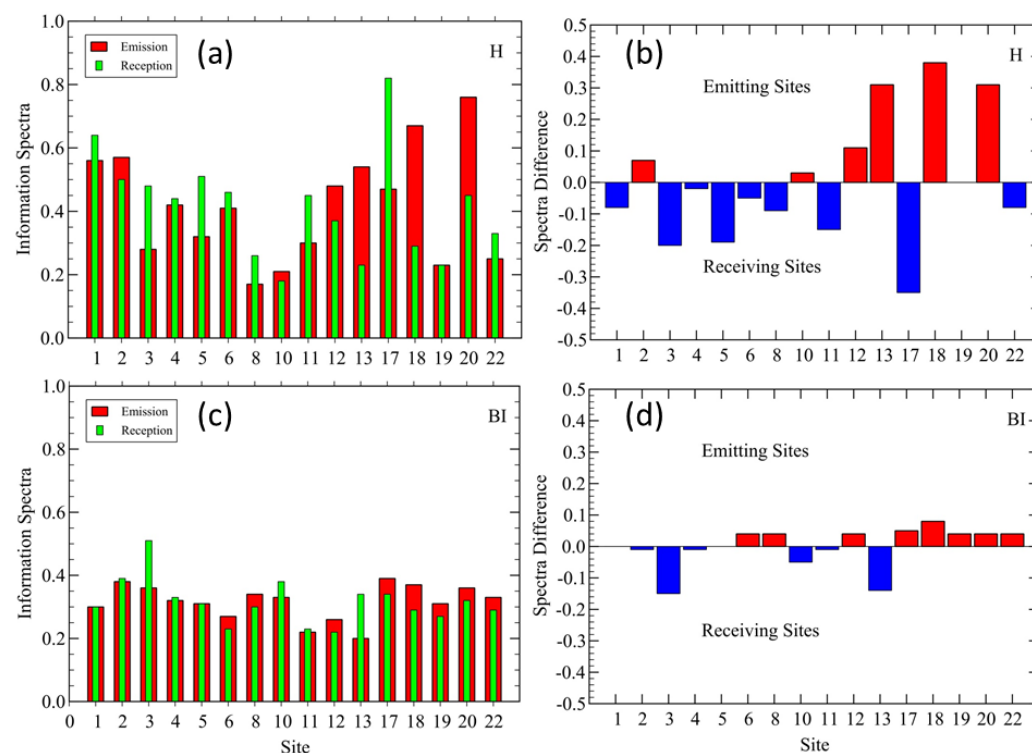 (a)
H
Emission
Reception
Information Spectra
1.0
0.8
0.6
0.4
0.2
0.0
1 2 3 4 5 6 8 10 11 12 13 17 18 19 20 22
(b)
H
Emitting Sites
Receiving Sites
Spectra Difference
0.5
0.4
0.3
0.2
0.1
0.0
-0.1
-0.2
-0.3
-0.4
-0.5
1 2 3 4 5 6 8 10 11 12 13 17 18 19 20 22
(c)
BI
Emission
Reception
Information Spectra
1.0
0.8
0.6
0.4
0.2
0.0
0 1 2 3 4 5 6 8 10 11 12 13 17 18 19 20 22
Site
(d)
BI
Emitting Sites
Receiving Sites
Spectra Difference
0.5
0.4
0.3
0.2
0.1
0.0
-0.1
-0.2
-0.3
-0.4
-0.5
1 2 3 4 5 6 8 10 11 12 13 17 18 19 20 22
Site